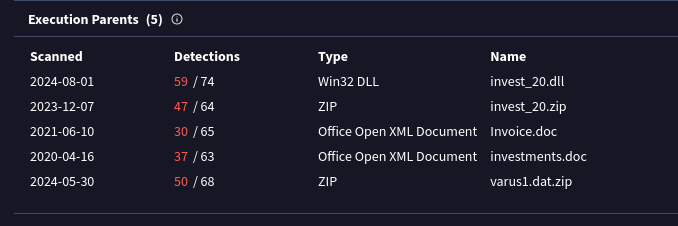 Execution Parents (5)
Scanned Detections Type Name
2024-08-01 59 / 74 Win32 DLL invest_20.dll
2023-12-07 47 / 64 ZIP invest_20.zip
2021-06-10 30 / 65 Office Open XML Document Invoice.doc
2020-04-16 37 / 63 Office Open XML Document investments.doc
2024-05-30 50 / 68 ZIP varus1.dat.zip